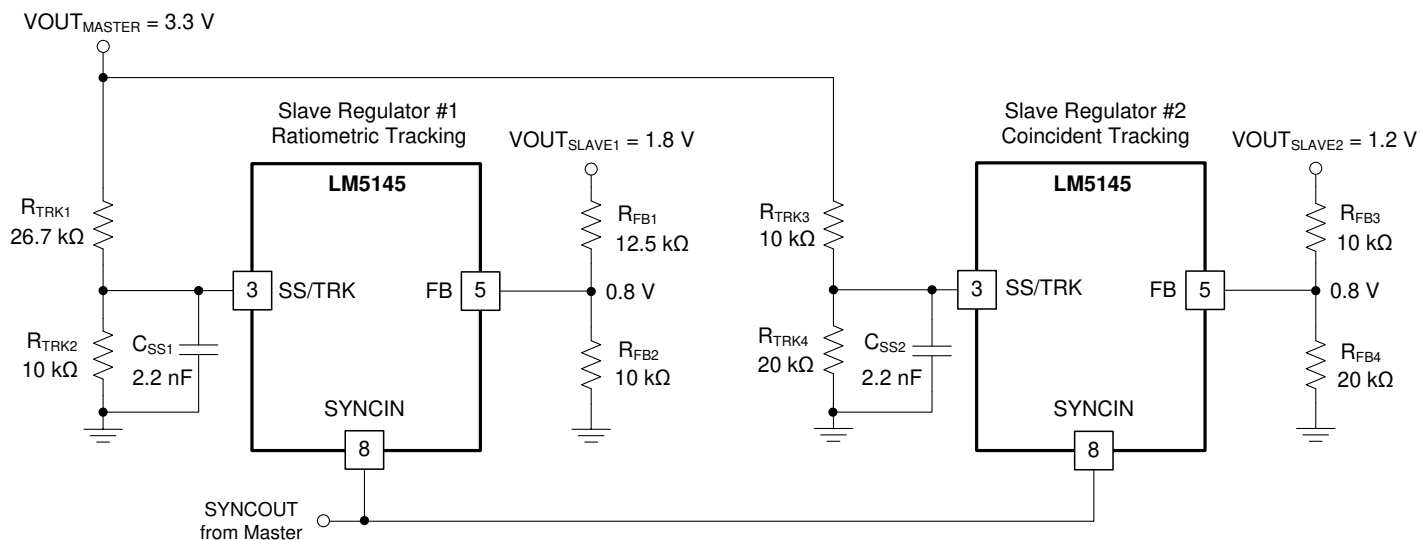 VOUTMASTER = 3.3 V
Slave Regulator #1
Ratiometric Tracking
LM5145
VOUTSLAVE1 = 1.8 V
RTRK1
26.7 kΩ
RFB1
12.5 kΩ
3
SS/TRK
FB
5
0.8 V
RTRK2
10 kΩ
CSS1
2.2 nF
RFB2
10 kΩ
SYNCIN
8
SYNCOUT
from Master
Slave Regulator #2
Coincident Tracking
LM5145
VOUTSLAVE2 = 1.2 V
RTRK3
10 kΩ
RFB3
10 kΩ
3
SS/TRK
FB
5
0.8 V
RTRK4
20 kΩ
CSS2
2.2 nF
RFB4
20 kΩ
SYNCIN
8